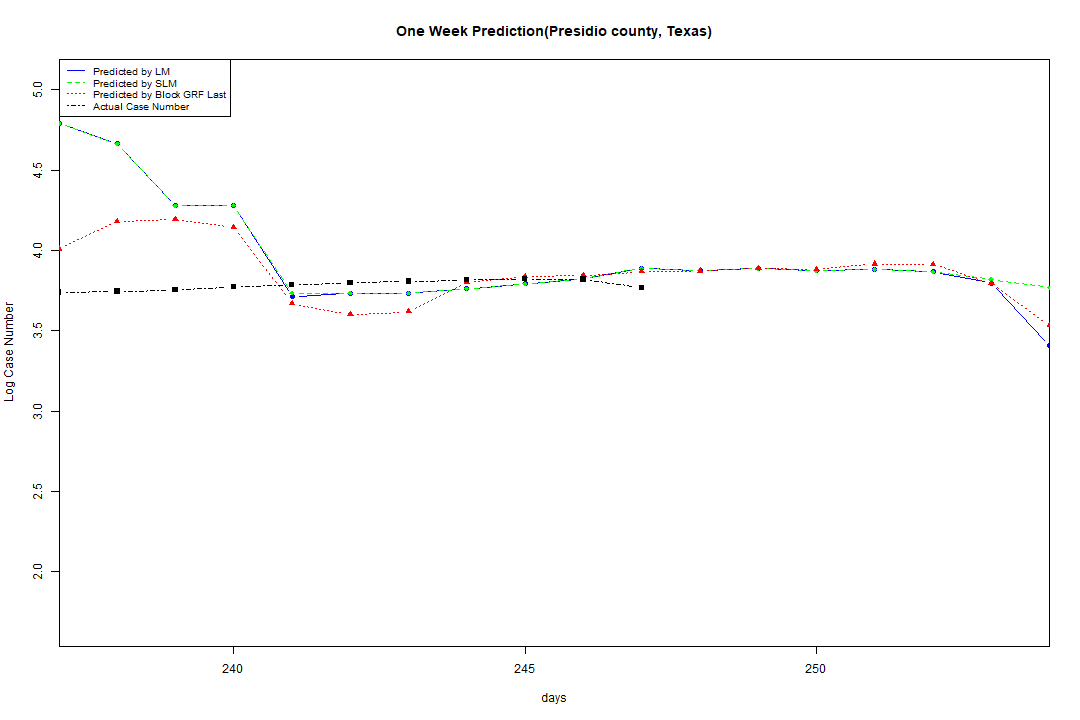 One Week Prediction(Presidio county, Texas)
Predicted by LM
Predicted by SLM
Predicted by Block GRF Last
Actual Case Number
5.0
4.5
4.0
3.5
3.0
2.5
2.0
Log Case Number
240 245 250
days